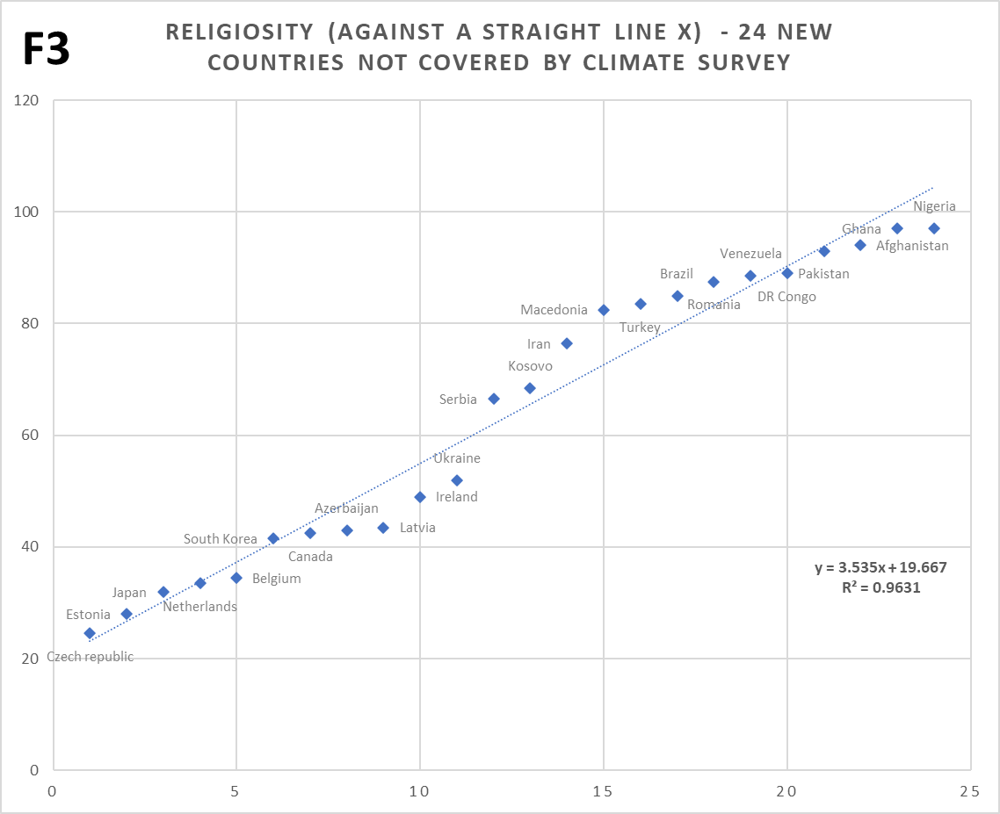 F3
RELIGIOSITY (AGAINST A STRAIGHT LINE X) - 24 NEW
COUNTRIES NOT COVERED BY CLIMATE SURVEY
120
100
80
60
40
20
0
Nigeria
Ghana
Afghanistan
Venezuela
Brazil
Pakistan
DR Congo
Romania
Macedonia
Turkey
Iran
Kosovo
Serbia
Ukraine
Ireland
Azerbaijan
Latvia
South Korea
Canada
Belgium
Japan
Netherlands
Estonia
Czech republic
y = 3.535x + 19.667
R² = 0.9631
0 5 10 15 20 25